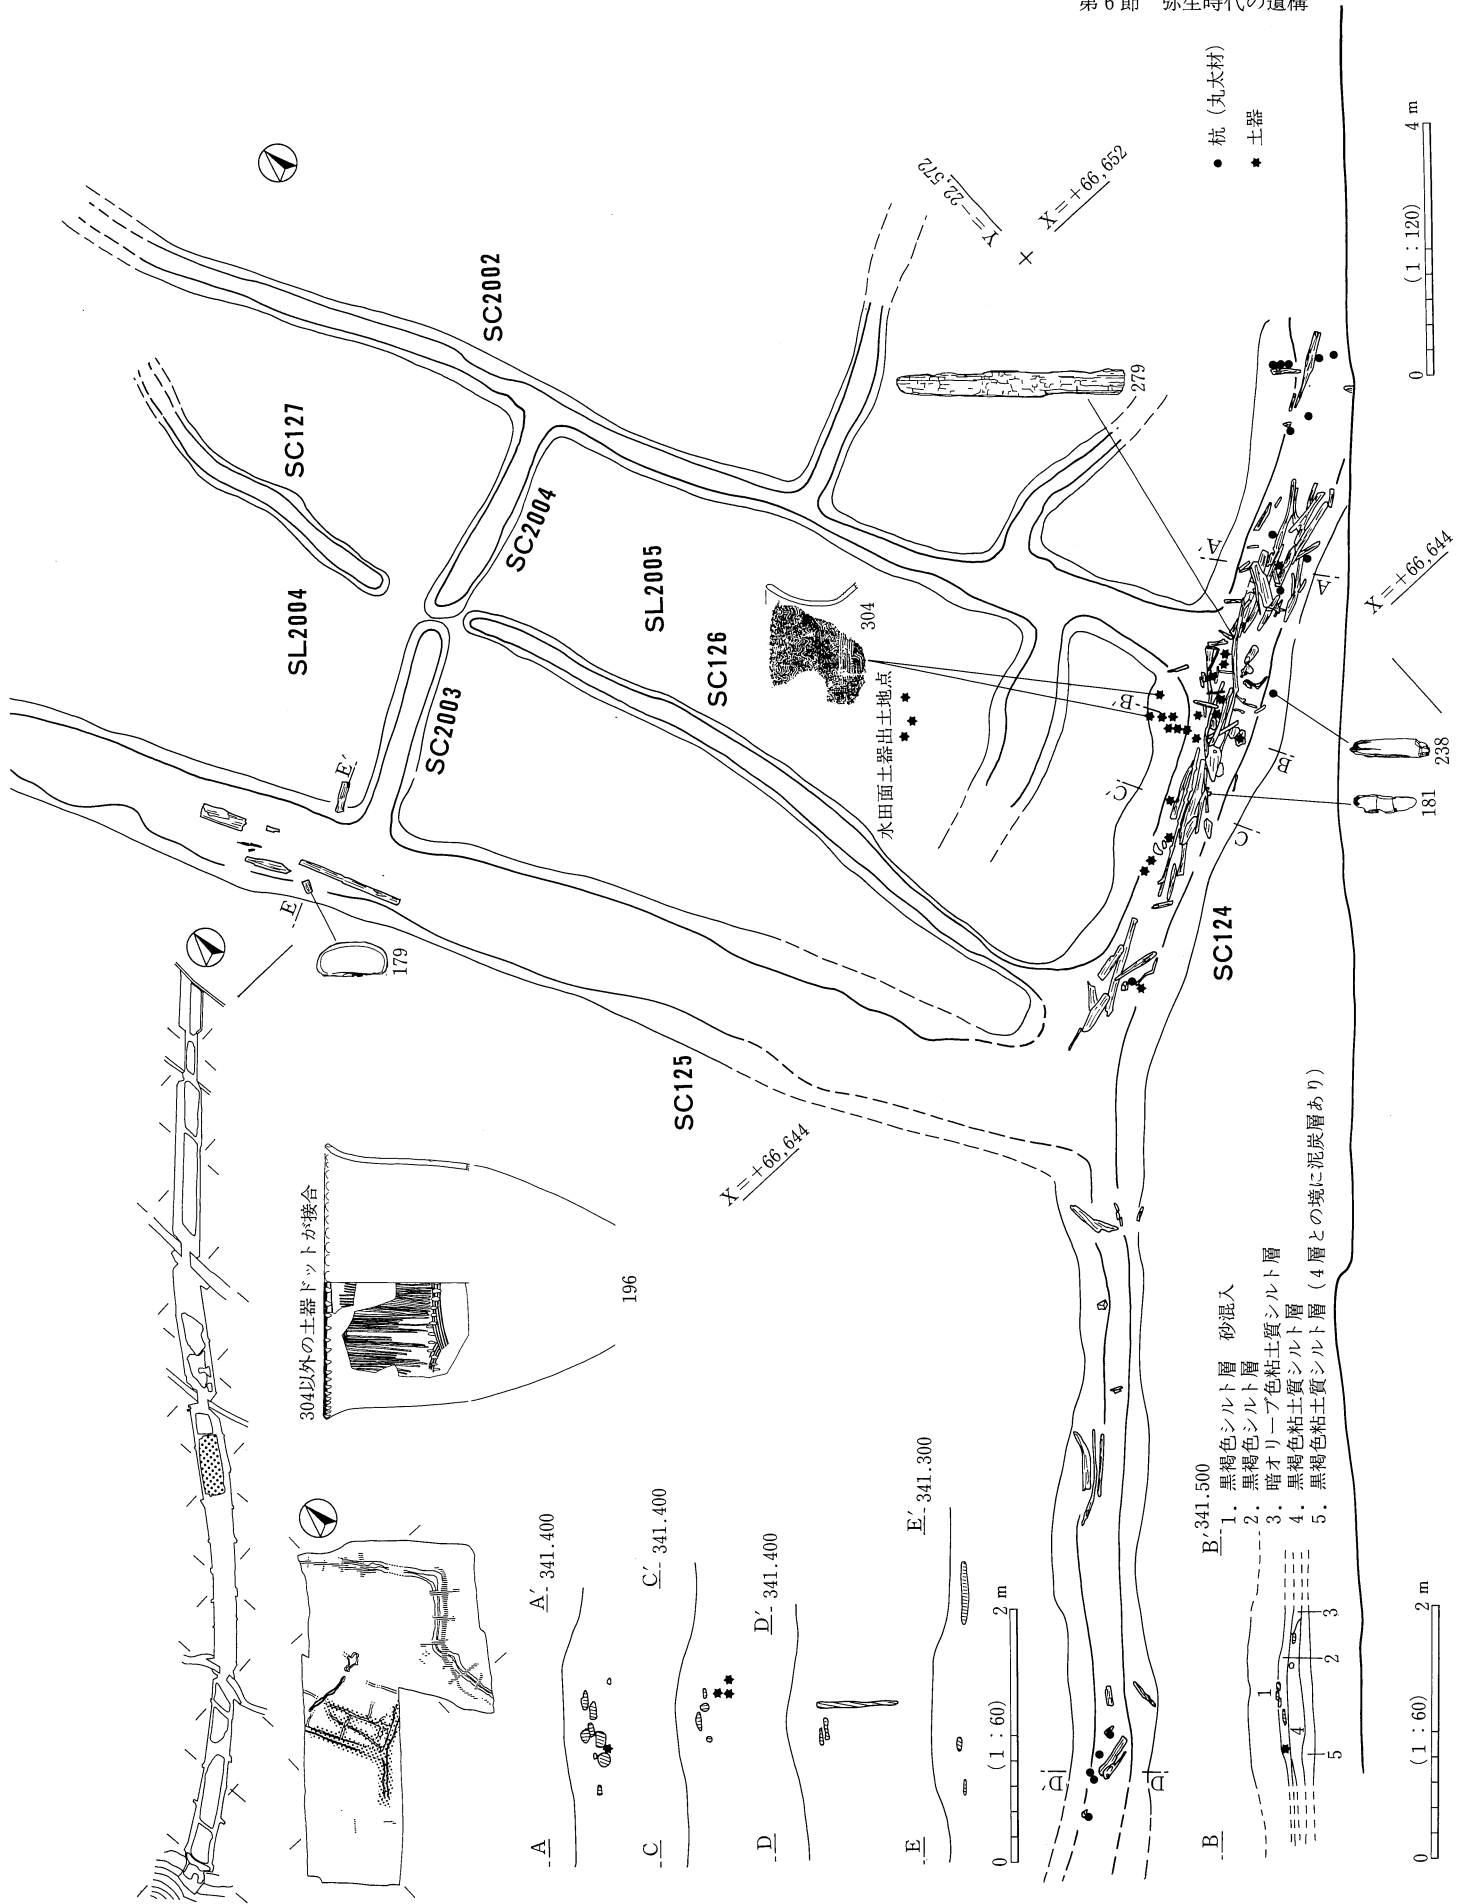 第6節　弥生時代の遺構
● 杭（丸太材）
★ 土器
0
(1：120)
4 m
Y=−22,572
X=+66,652
SC2002
SC127
SC2004
SL2004
SL2005
SC126
SC2003
279
304
水田面土器出土地点
A′
A
B′
B
C′
C
X=+66,644
238
181
SC124
E′
E
179
SC125
X=+66,644
304以外の土器ドットが接合
196
D′
D
A
A′ 341.400
C
C′ 341.400
D
D′ 341.400
E
E′ 341.300
0
(1：60)
2 m
B
B′ 341.500
1
2
3
4
5
1．黒褐色シルト層　砂混入
2．黒褐色シルト層
3．暗オリーブ色粘土質シルト層
4．黒褐色粘土質シルト層
5．黒褐色粘土質シルト層（4層との境に泥炭層あり）
0
(1：60)
2 m